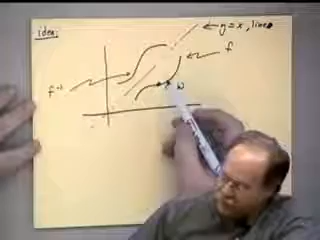 idea:
y=x, line
f
f⁻¹